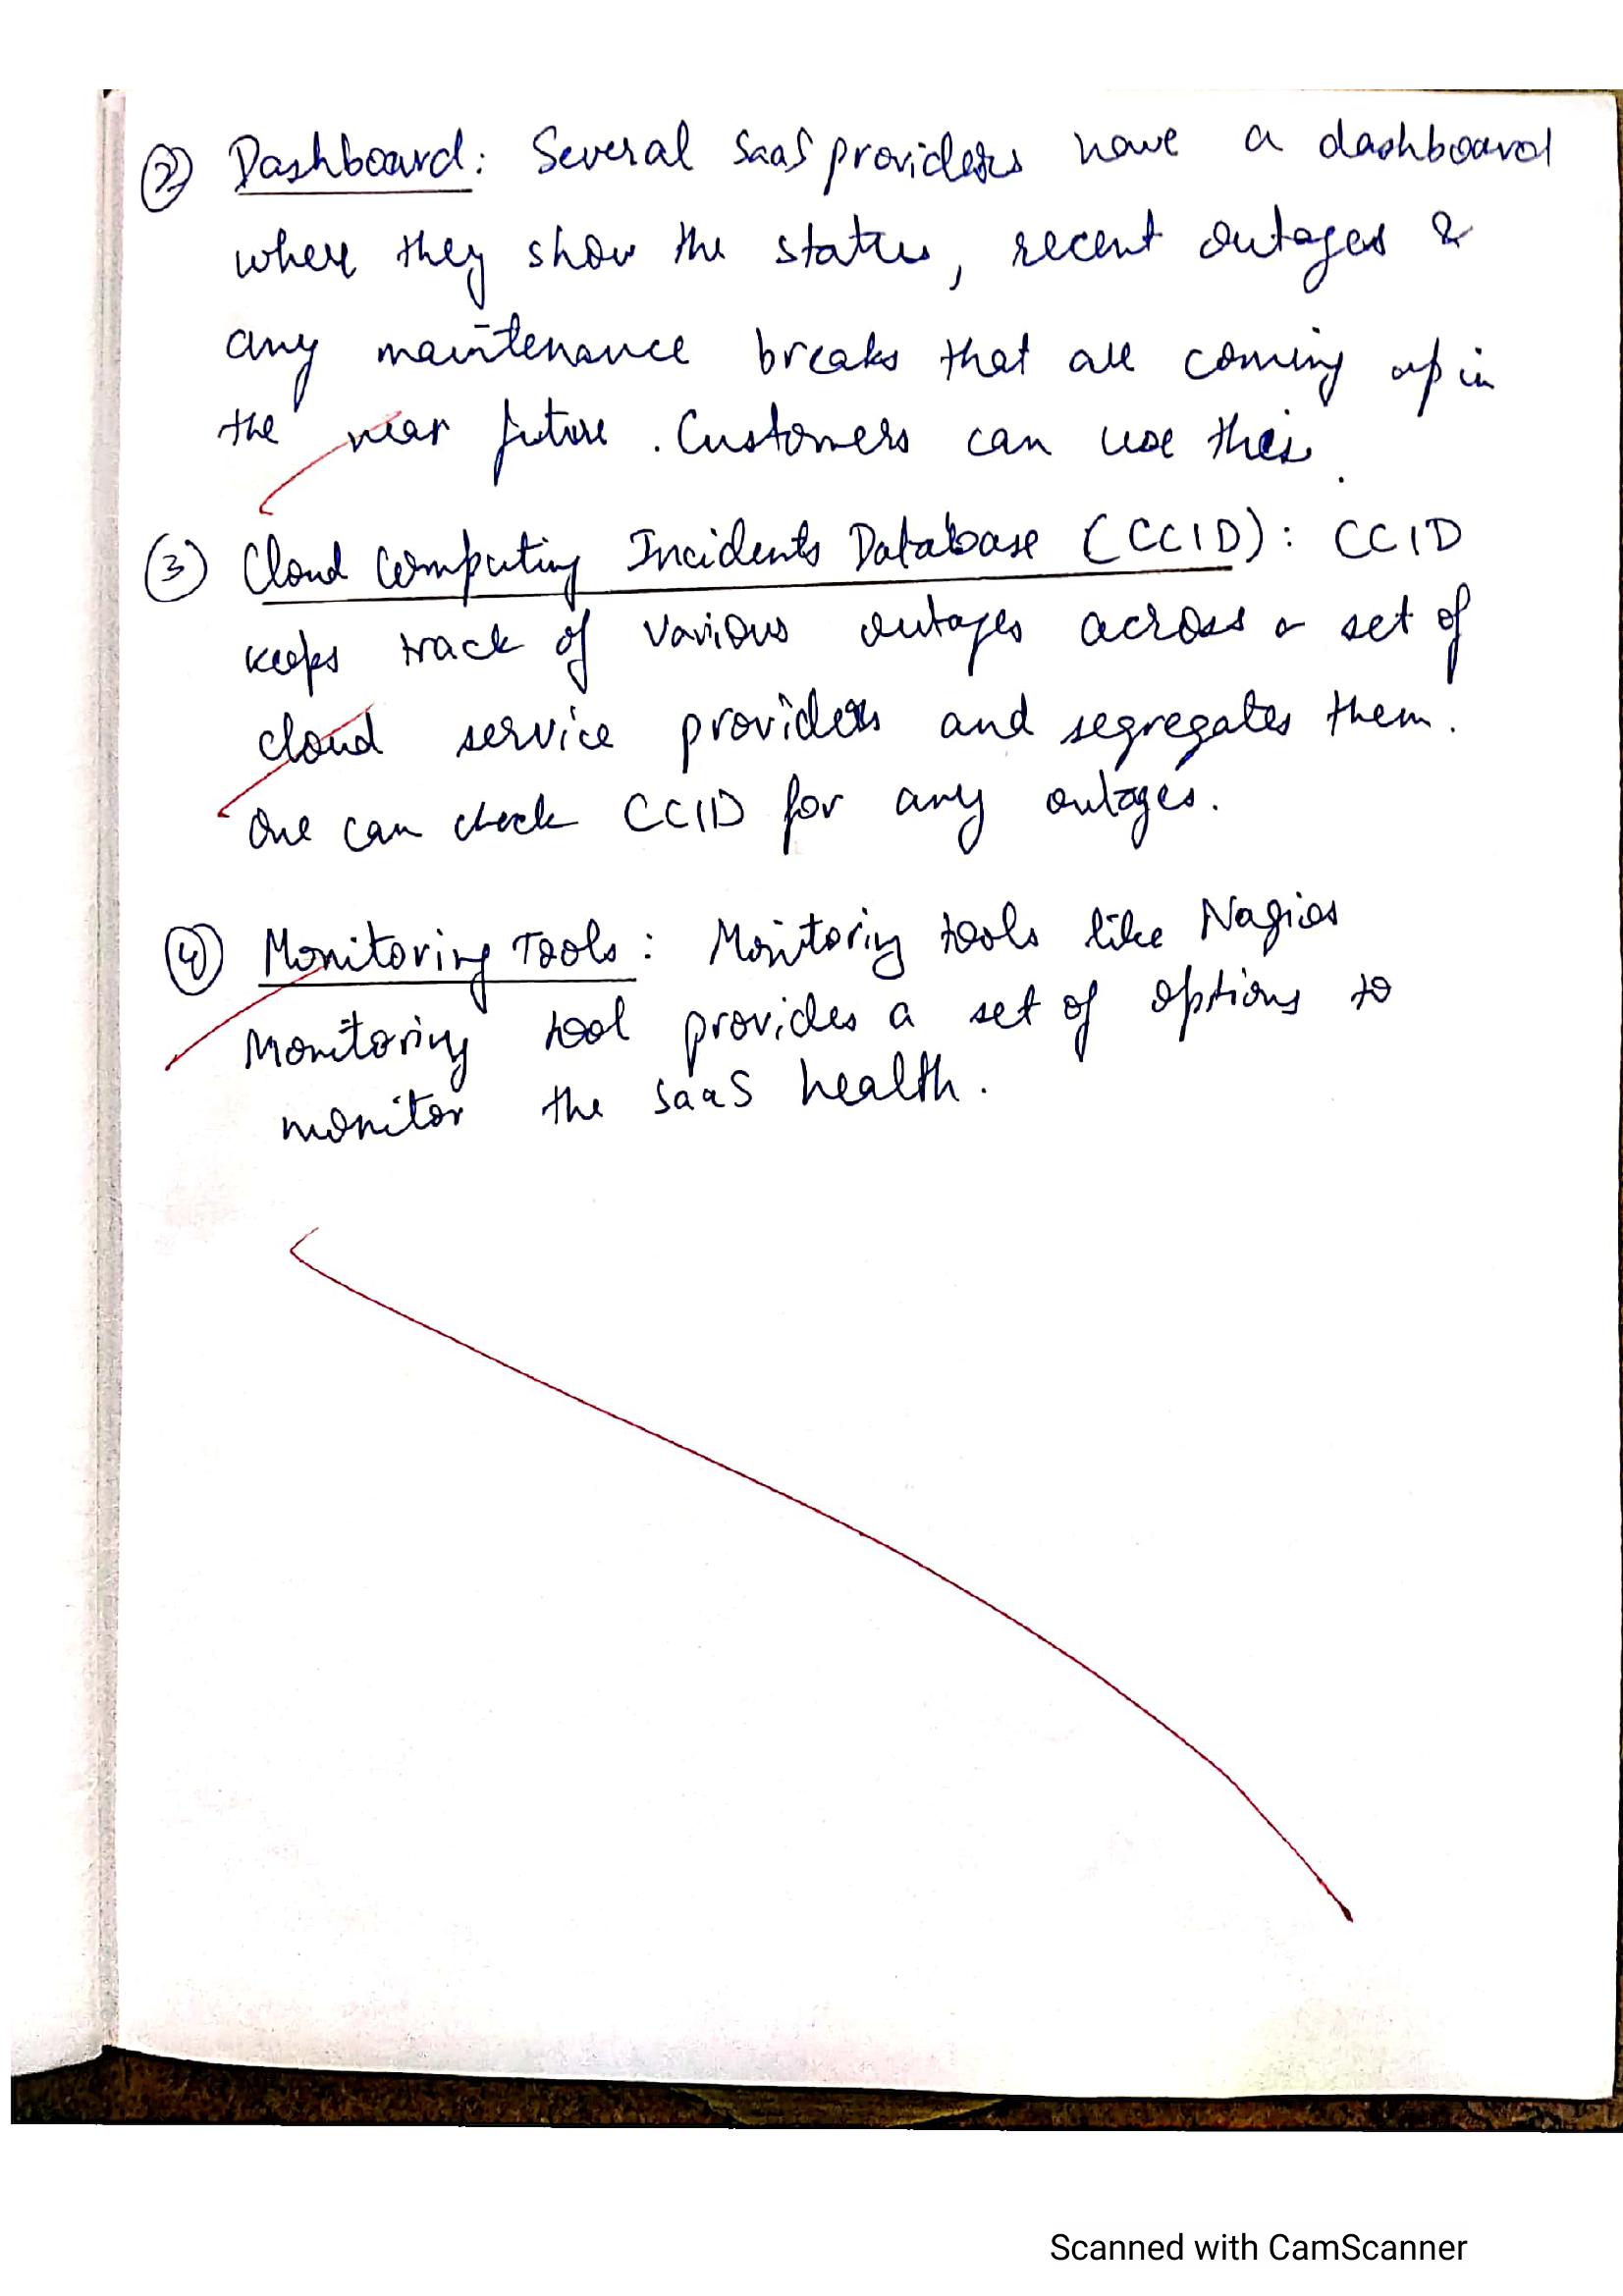 ② Dashboard: Several SaaS providers have a dashboard
where they show the status, recent outages &
any maintenance breaks that are coming up in
the near future. Customers can use this.
③ Cloud Computing Incidents Database (CCID): CCID
keeps track of various outages across a set of
cloud service providers and segregates them.
One can check CCID for any outages.
④ Monitoring Tools: Monitoring tools like Nagios
Monitoring tool provides a set of options to
monitor the SaaS health.
Scanned with CamScanner